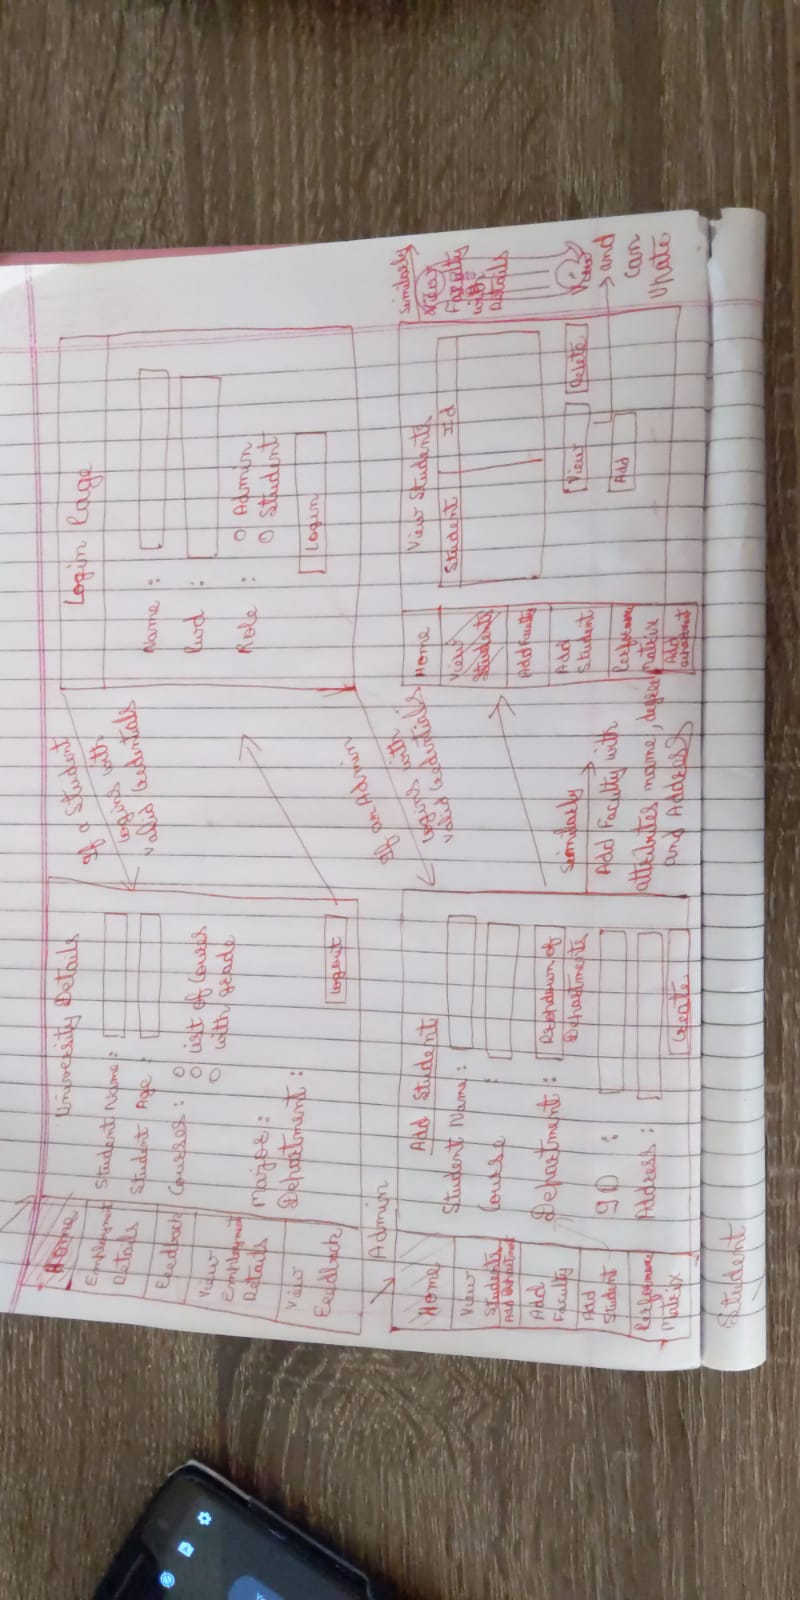 Login Page
Name :
Pwd :
Role :
O Admin
O Student
Login
If a Student
logins with
valid credentials
University Details
Student Name :
Student Age :
Courses :
List of Courses
with grade
Major :
Department :
Logout
Home
Employment
Details
Feedback
View
Employment
Details
View
Feedback
If an Admin
logins with
valid credentials
Admin
Add Student
Student Name :
Course :
Department :
Dropdown of
Departments
ID :
Address :
Create
Home
View
Students
Add Department
Add
Faculty
Add
Student
Performance
Matrix
Similarly
Add Faculty with
attributes name, degree
and Address
View Students
Student
Id
View
Delete
Add
Home
View
Students
Add Faculty
Add
Student
Performance
Matrix
Add
Similarly
View
Faculty
with
Details
View
and
can
Student